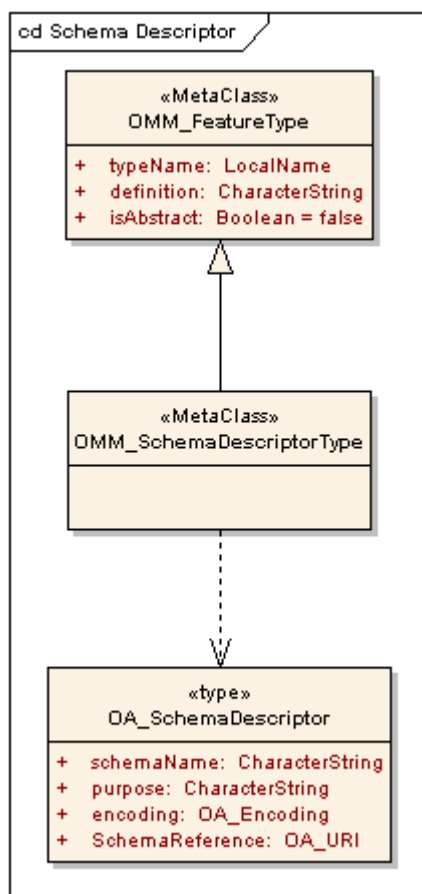 cd Schema Descriptor
«MetaClass»
OMM_FeatureType
+ typeName: LocalName
+ definition: CharacterString
+ isAbstract: Boolean = false
«MetaClass»
OMM_SchemaDescriptorType
«type»
OA_SchemaDescriptor
+ schemaName: CharacterString
+ purpose: CharacterString
+ encoding: OA_Encoding
+ SchemaReference: OA_URI